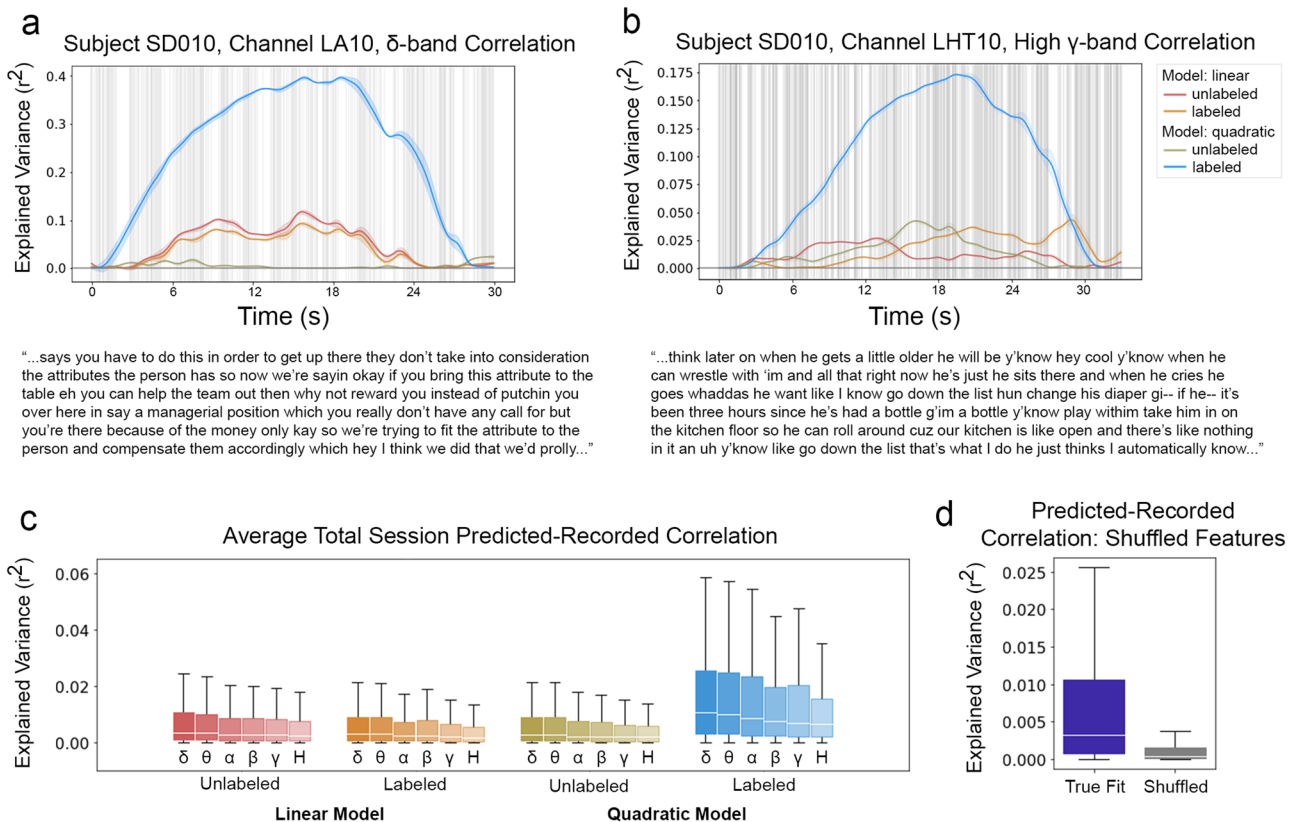 a
Subject SD010, Channel LA10, δ-band Correlation
Explained Variance (r²)
0.4
0.3
0.2
0.1
0.0
0 6 12 18 24 30
Time (s)
“...says you have to do this in order to get up there they don’t take into consideration
the attributes the person has so now we’re sayin okay if you bring this attribute to the
table eh you can help the team out then why not reward you instead of putchin you
over here in say a managerial position which you really don’t have any call for but
you’re there because of the money only kay so we’re trying to fit the attribute to the
person and compensate them accordingly which hey I think we did that we’d prolly...”
b
Subject SD010, Channel LHT10, High γ-band Correlation
Explained Variance (r²)
0.175
0.150
0.125
0.100
0.075
0.050
0.025
0.000
0 6 12 18 24 30
Time (s)
Model: linear
unlabeled
labeled
Model: quadratic
unlabeled
labeled
“...think later on when he gets a little older he will be y’know hey cool y’know when he
can wrestle with ‘im and all that right now he’s just he sits there and when he cries he
goes whaddas he want like I know go down the list hun change his diaper gi-- if he-- it’s
been three hours since he’s had a bottle g’im a bottle y’know play withim take him in on
the kitchen floor so he can roll around cuz our kitchen is like open and there’s like nothing
in it an uh y’know like go down the list that’s what I do he just thinks I automatically know...”
c
Average Total Session Predicted-Recorded Correlation
Explained Variance (r²)
0.06
0.04
0.02
0.00
δ θ α β γ H δ θ α β γ H δ θ α β γ H δ θ α β γ H
Unlabeled Labeled Unlabeled Labeled
Linear Model Quadratic Model
d
Predicted-Recorded
Correlation: Shuffled Features
Explained Variance (r²)
0.025
0.020
0.015
0.010
0.005
0.000
True Fit Shuffled